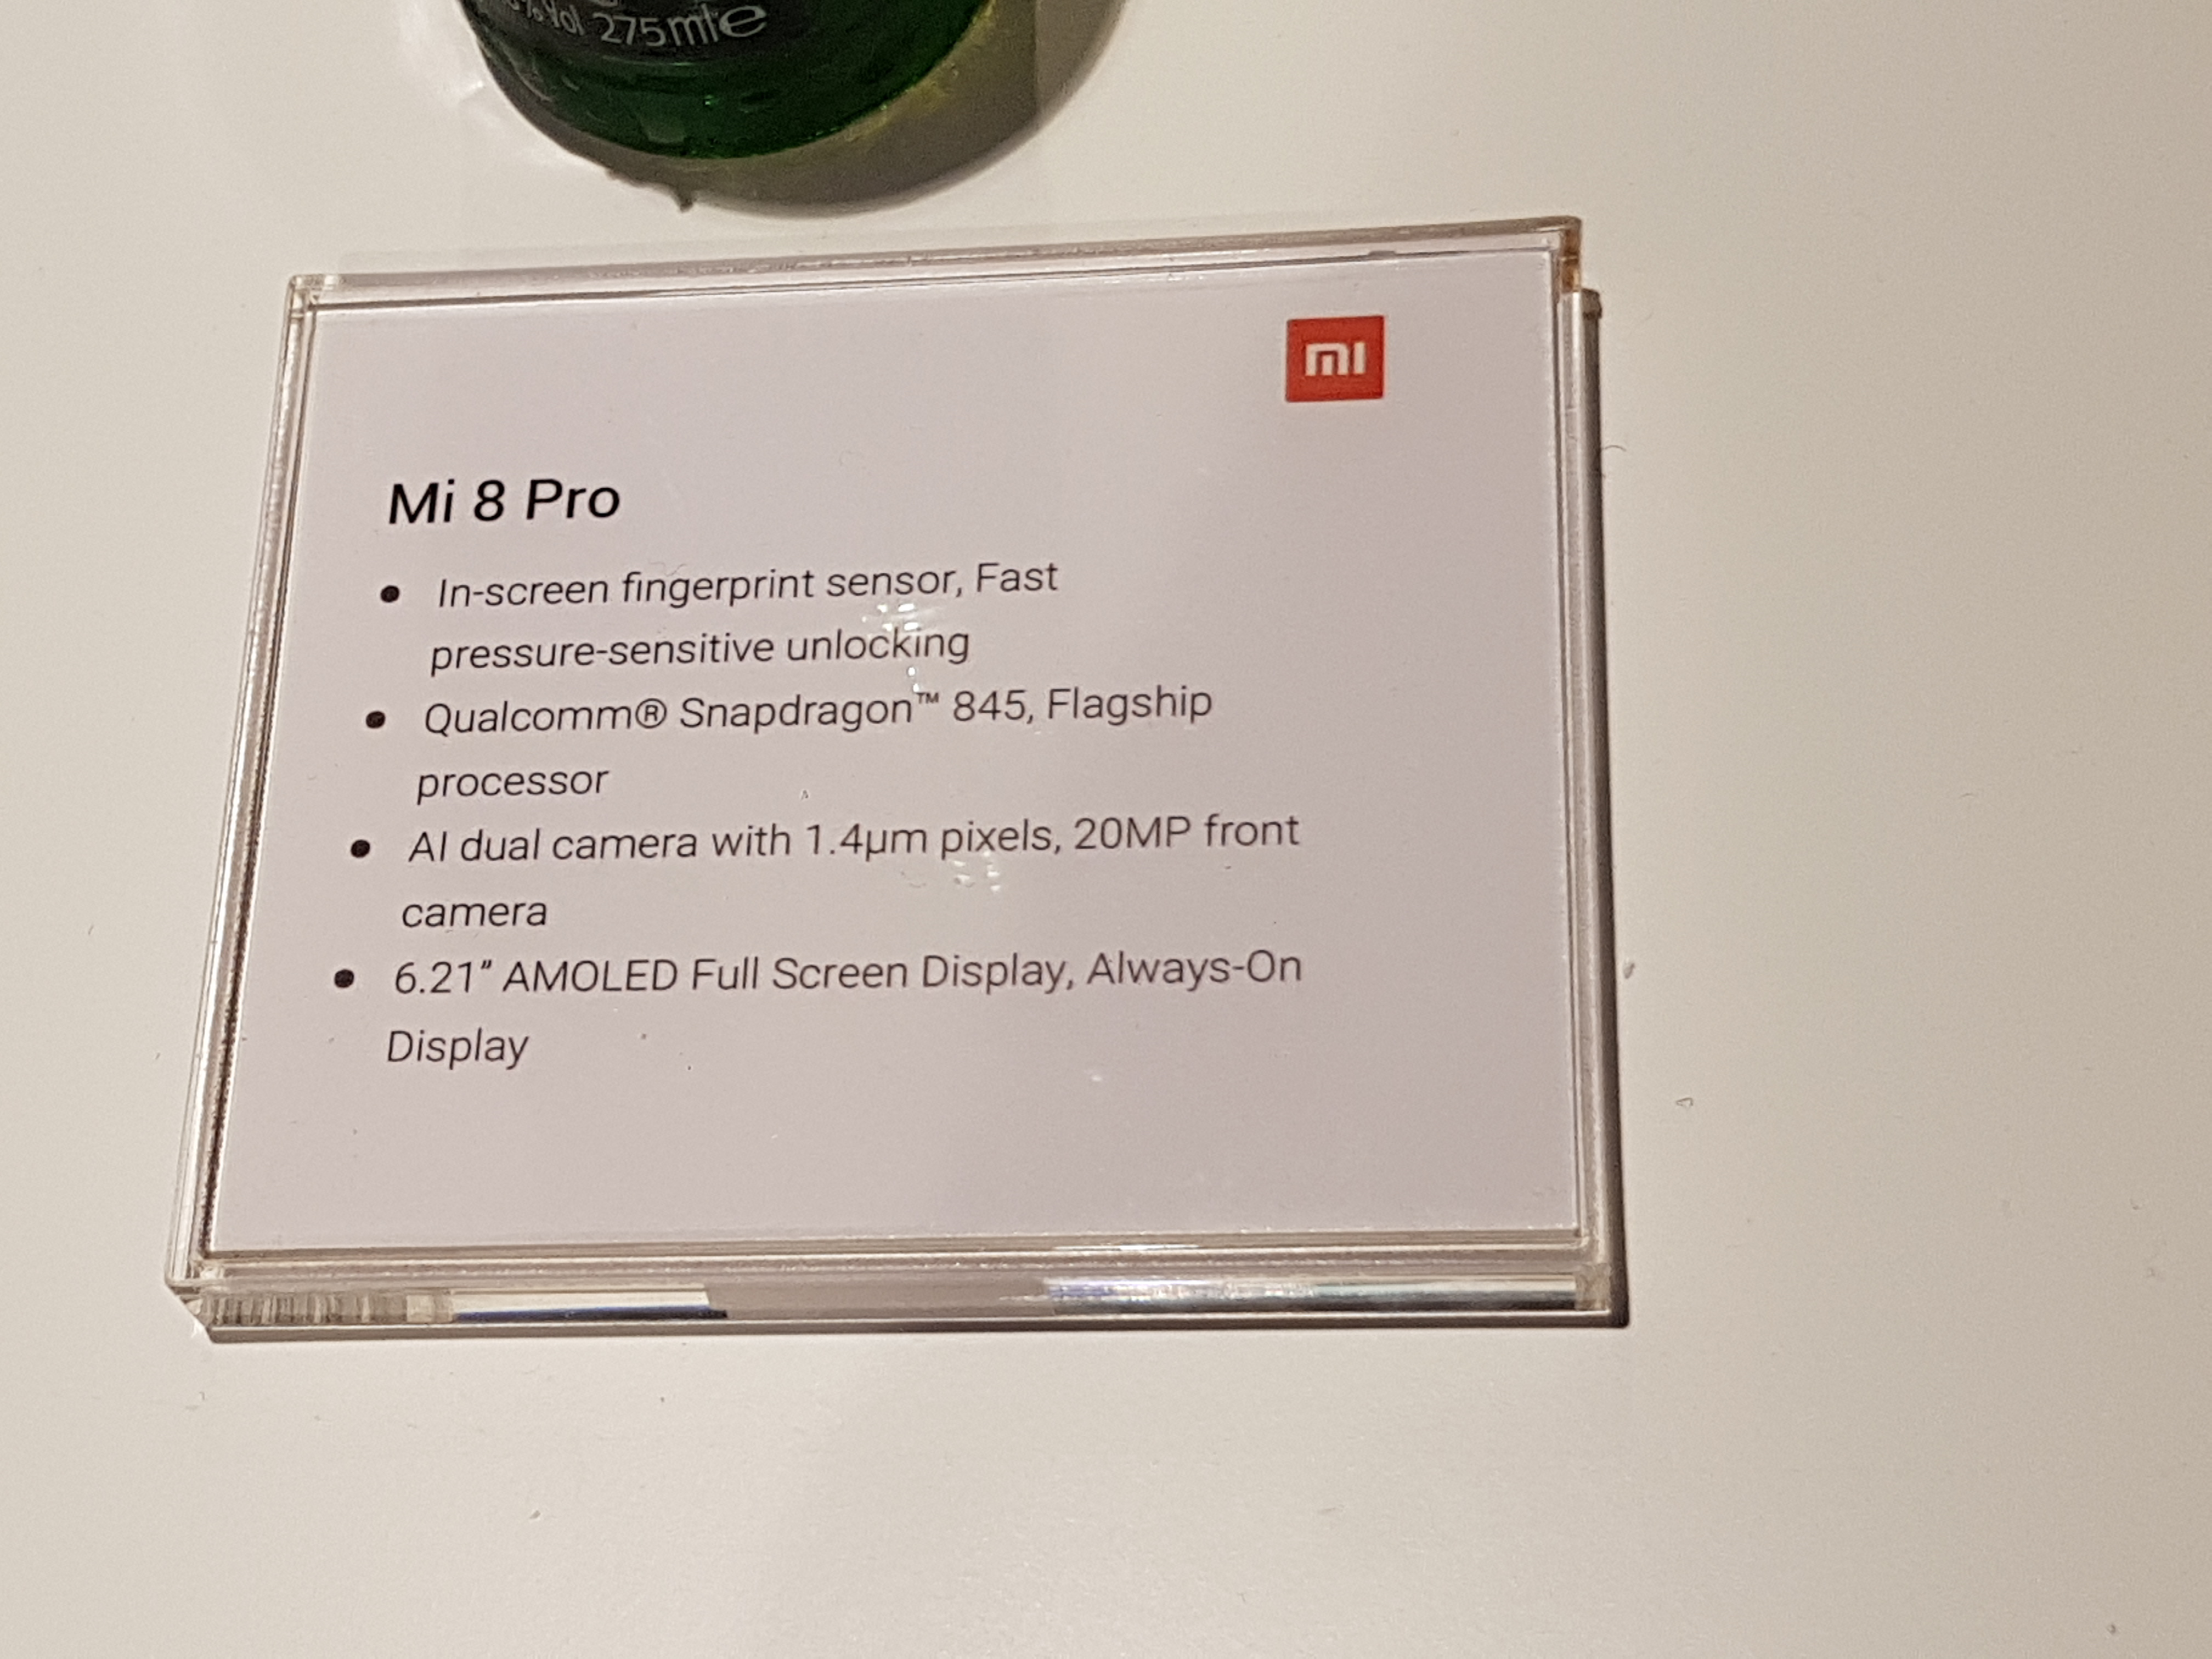 Vol 275ml e
mi
Mi 8 Pro
• In-screen fingerprint sensor, Fast
pressure-sensitive unlocking
• Qualcomm® Snapdragon™ 845, Flagship
processor
• AI dual camera with 1.4µm pixels, 20MP front
camera
• 6.21” AMOLED Full Screen Display, Always-On
Display